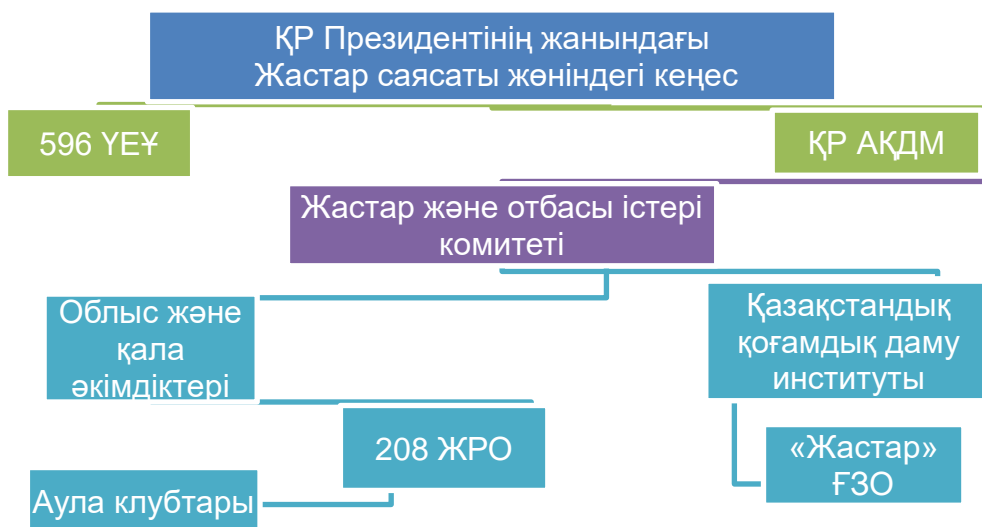 ҚР Президентінің жанындағы
Жастар саясаты жөніндегі кеңес
596 ҮЕҰ
ҚР АҚДМ
Жастар және отбасы істері
комитеті
Облыс және
қала
әкімдіктері
Қазақстандық
қоғамдық даму
институты
208 ЖРО
«Жастар»
ҒЗО
Аула клубтары